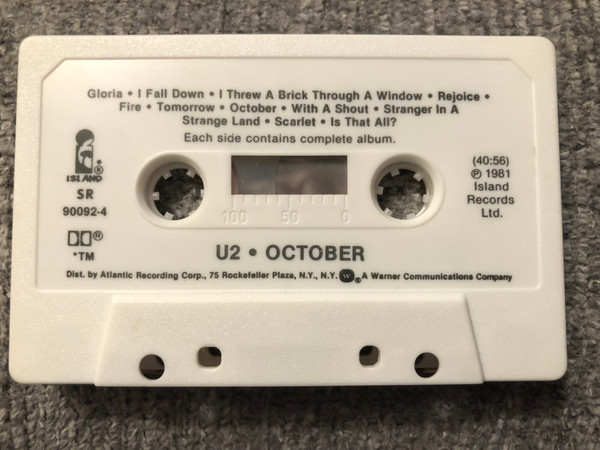 Gloria • I Fall Down • I Threw A Brick Through A Window • Rejoice •
Fire • Tomorrow • October • With A Shout • Stranger In A
Strange Land • Scarlet • Is That All?
Each side contains complete album.
ISLAND®
SR
90092-4
(40:56)
℗ 1981
Island
Records
Ltd.
100 50 0
®
*TM
U2 • OCTOBER
Dist. by Atlantic Recording Corp., 75 Rockefeller Plaza, N.Y., N.Y. W ® A Warner Communications Company